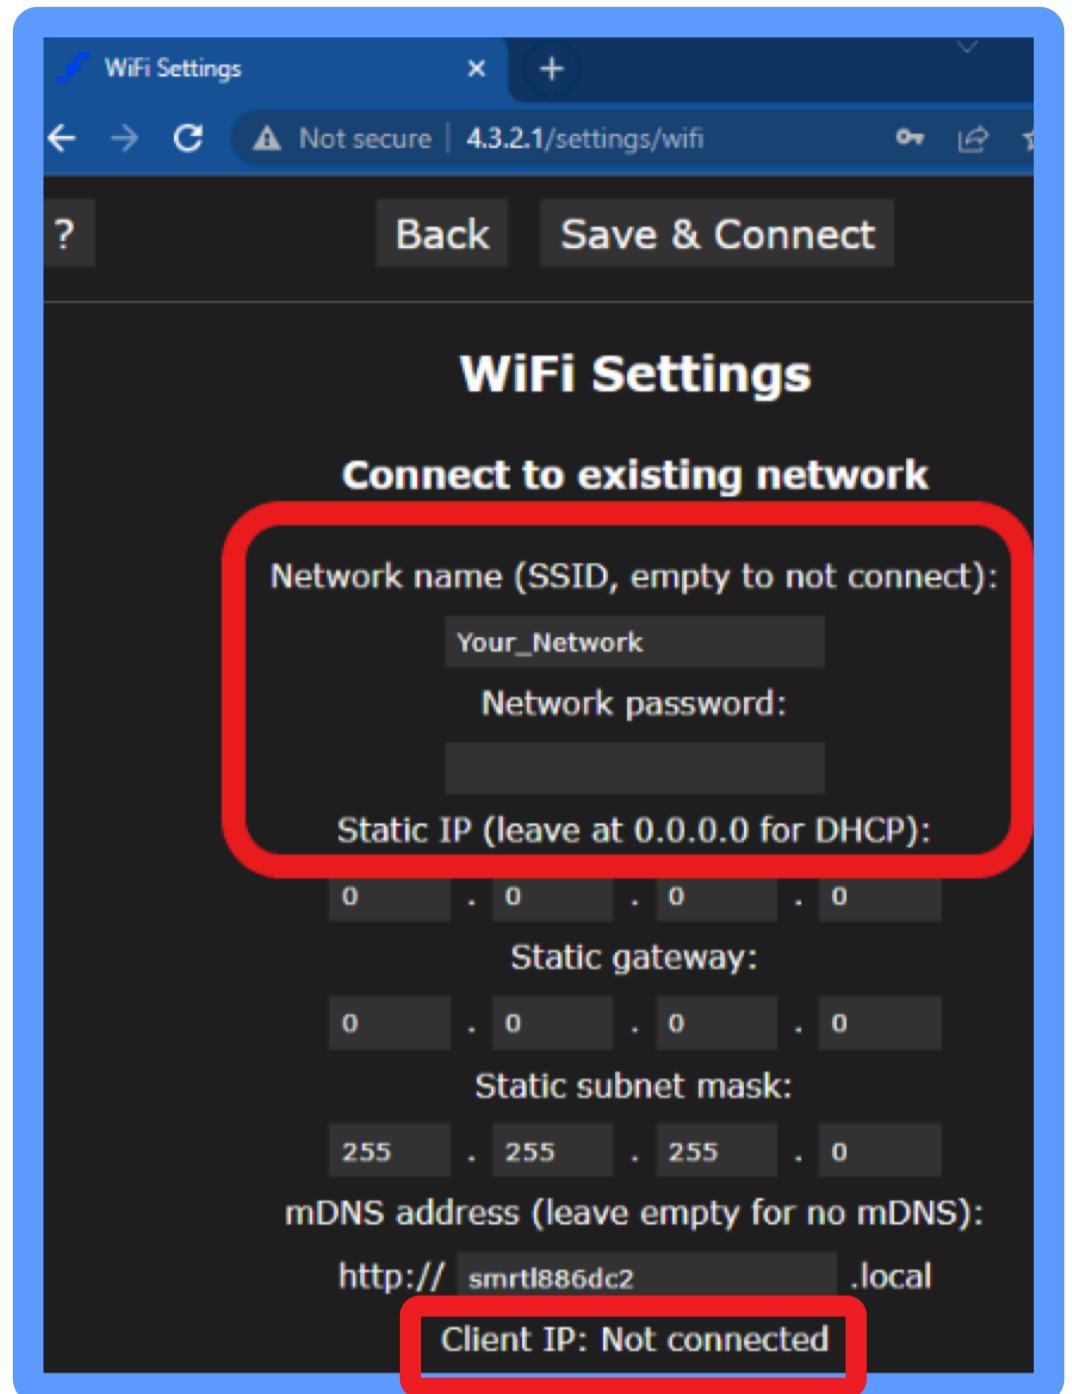 WiFi Settings
Not secure | 4.3.2.1/settings/wifi
? Back Save & Connect
WiFi Settings
Connect to existing network
Network name (SSID, empty to not connect):
Your_Network
Network password:
Static IP (leave at 0.0.0.0 for DHCP):
0 . 0 . 0 . 0
Static gateway:
0 . 0 . 0 . 0
Static subnet mask:
255 . 255 . 255 . 0
mDNS address (leave empty for no mDNS):
http:// smrtl886dc2 .local
Client IP: Not connected